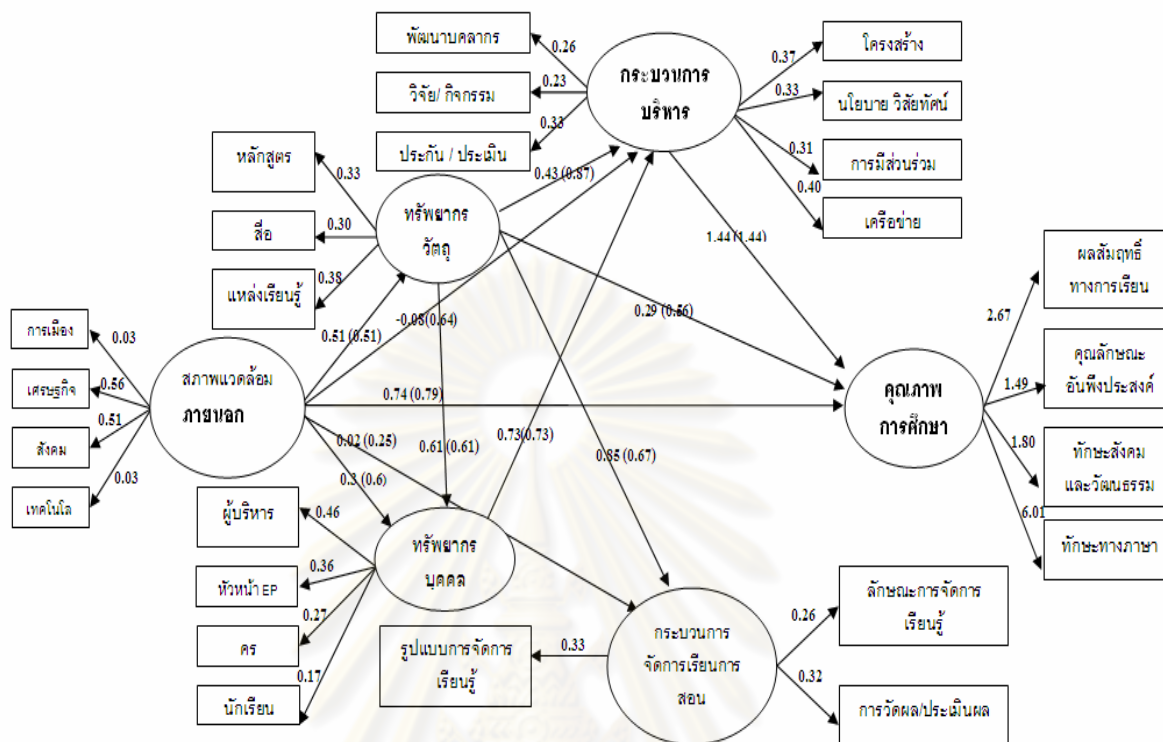 พัฒนาบคลากร
0.26
วิจัย/ กิจกรรม
0.23
ประกัน / ประเมิน
0.33
กระบวนการ
บริหาร
0.37
โครงสร้าง
0.33
นโยบาย วิสัยทัศน์
0.31
การมีส่วนร่วม
0.40
เครือข่าย
หลักสูตร
0.33
สื่อ
0.30
แหล่งเรียนรู้
0.38
ทรัพยากร
วัตถุ
0.43 (0.87)
1.44 (1.44)
0.29 (0.56)
-0.08(0.64)
0.51 (0.51)
การเมือง
0.03
เศรษฐกิจ
0.56
สังคม
0.51
เทคโนโล
0.03
สภาพแวดล้อม
ภายนอก
0.74 (0.79)
0.02 (0.25)
0.61 (0.61)
0.73(0.73)
0.85 (0.67)
0.3 (0.6)
คุณภาพ
การศึกษา
2.67
ผลสัมฤทธิ์
ทางการเรียน
1.49
คุณลักษณะ
อันพึงประสงค์
1.80
ทักษะสังคม
และวัฒนธรรม
6.01
ทักษะทางภาษา
ผู้บริหาร
0.46
หัวหน้า EP
0.36
คร
0.27
นักเรียน
0.17
ทรัพยากร
บุคคล
รูปแบบการจัดการ
เรียนรู้
0.33
กระบวนการ
จัดการเรียนการ
สอน
0.26
ลักษณะการจัดการ
เรียนรู้
0.32
การวัดผล/ประเมินผล